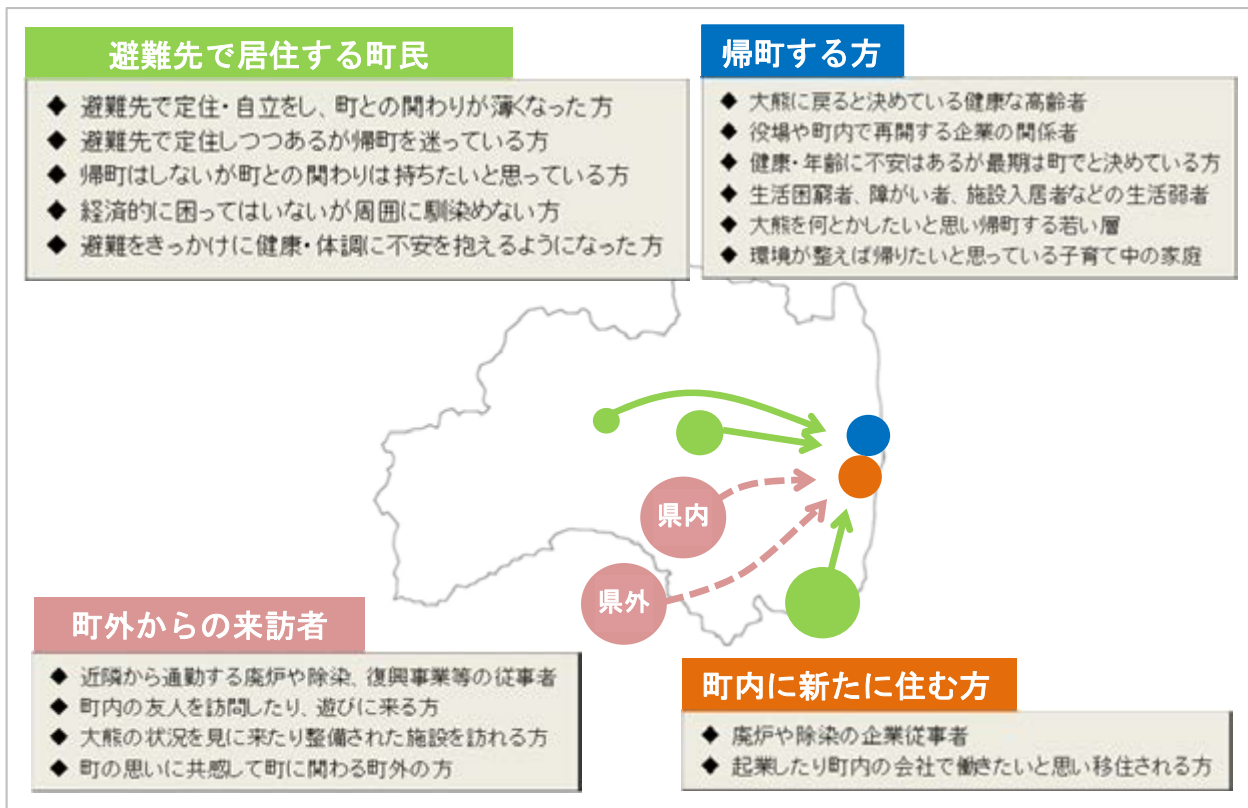 避難先で居住する町民
◆ 避難先で定住・自立をし、町との関わりが薄くなった方
◆ 避難先で定住しつつあるが帰町を迷っている方
◆ 帰町はしないが町との関わりは持ちたいと思っている方
◆ 経済的に困ってはいないが周囲に馴染めない方
◆ 避難をきっかけに健康・体調に不安を抱えるようになった方
帰町する方
◆ 大熊に戻ると決めている健康な高齢者
◆ 役場や町内で再開する企業の関係者
◆ 健康・年齢に不安はあるが最期は町でと決めている方
◆ 生活困窮者、障がい者、施設入居者などの生活弱者
◆ 大熊を何とかしたいと思い帰町する若い層
◆ 環境が整えば帰りたいと思っている子育て中の家庭
県内
県外
町外からの来訪者
◆ 近隣から通勤する廃炉や除染、復興事業等の従事者
◆ 町内の友人を訪問したり、遊びに来る方
◆ 大熊の状況を見に来たり整備された施設を訪れる方
◆ 町の思いに共感して町に関わる町外の方
町内に新たに住む方
◆ 廃炉や除染の企業従事者
◆ 起業したり町内の会社で働きたいと思い移住される方